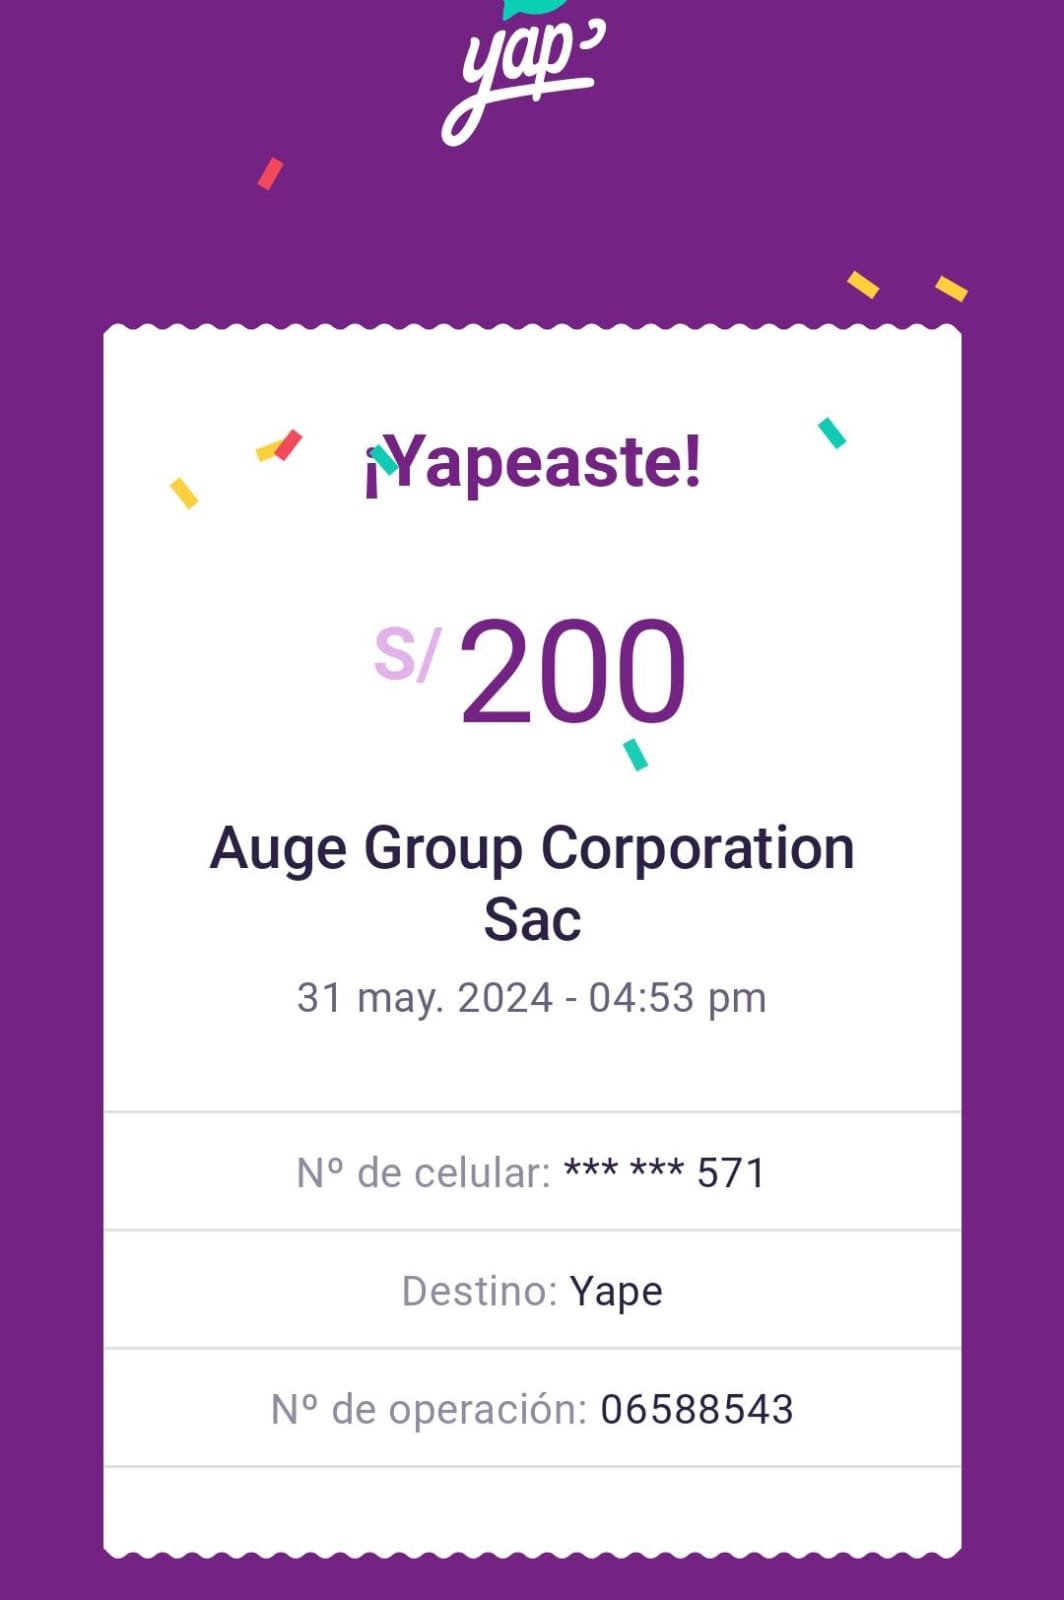 yap
¡Yapeaste!
S/ 200
Auge Group Corporation
Sac
31 may. 2024 - 04:53 pm
Nº de celular: *** *** 571
Destino: Yape
Nº de operación: 06588543